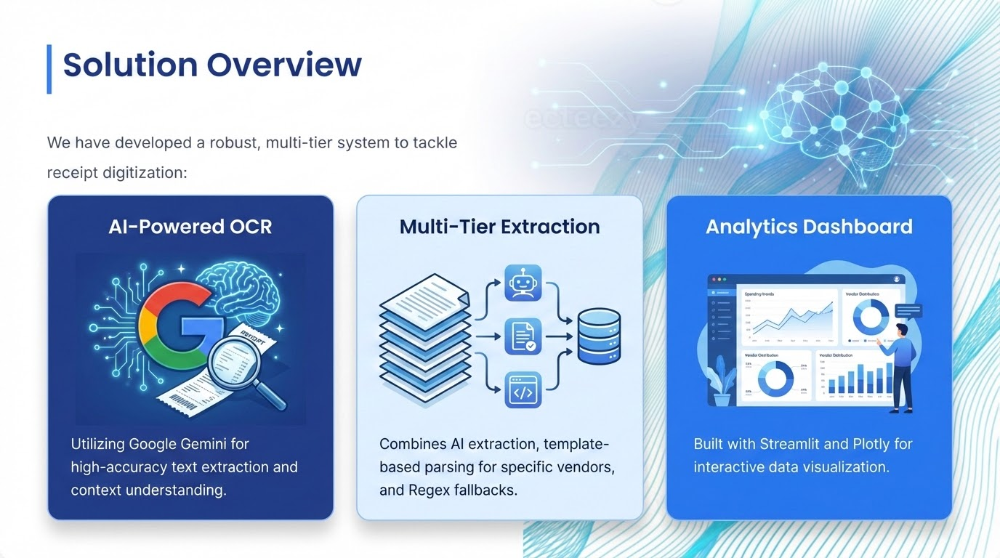 Solution Overview
We have developed a robust, multi-tier system to tackle
receipt digitization:
AI-Powered OCR
Utilizing Google Gemini for
high-accuracy text extraction and
context understanding.
Multi-Tier Extraction
Combines AI extraction, template-
based parsing for specific vendors,
and Regex fallbacks.
Analytics Dashboard
Spending trends
Vendor Distribution
Vendor Distribution
Vendor Distribution
Built with Streamlit and Plotly for
interactive data visualization.